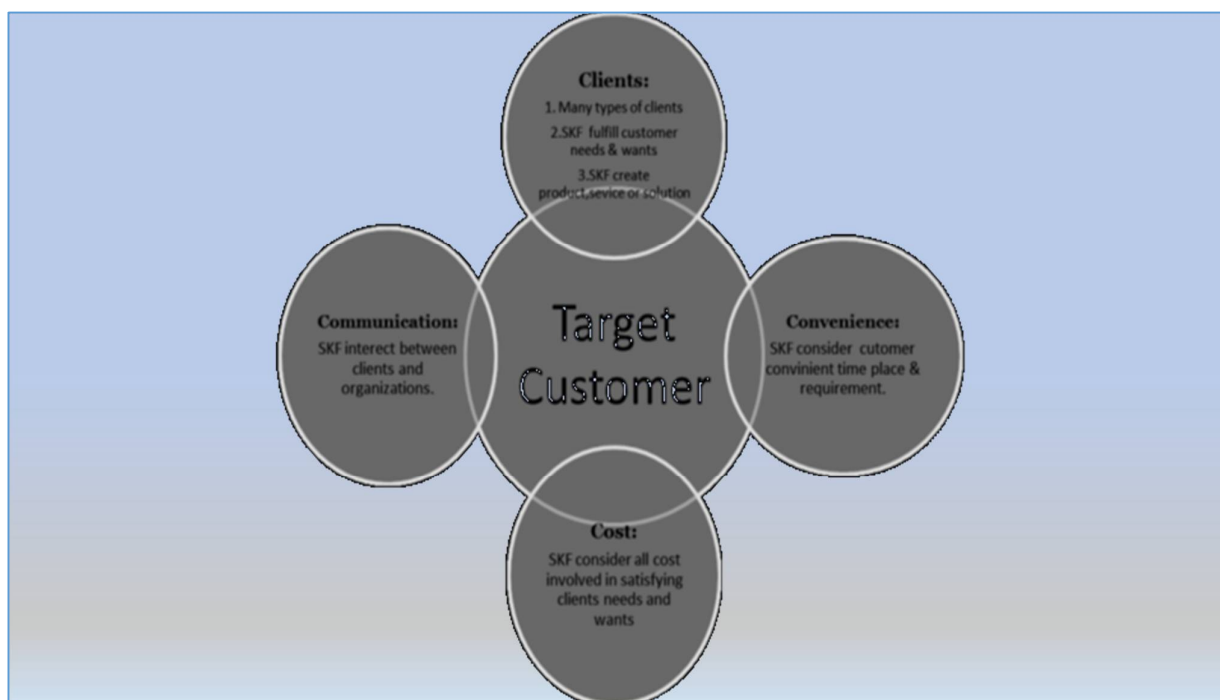 Clients:
1. Many types of clients
2.SKF fulfill customer
needs & wants
3.SKF create
product,sevice or solution
Communication:
SKF interect between
clients and
organizations.
Target
Customer
Convenience:
SKF consider cutomer
convinient time place &
requirement.
Cost:
SKF consider all cost
involved in satisfying
clients needs and
wants